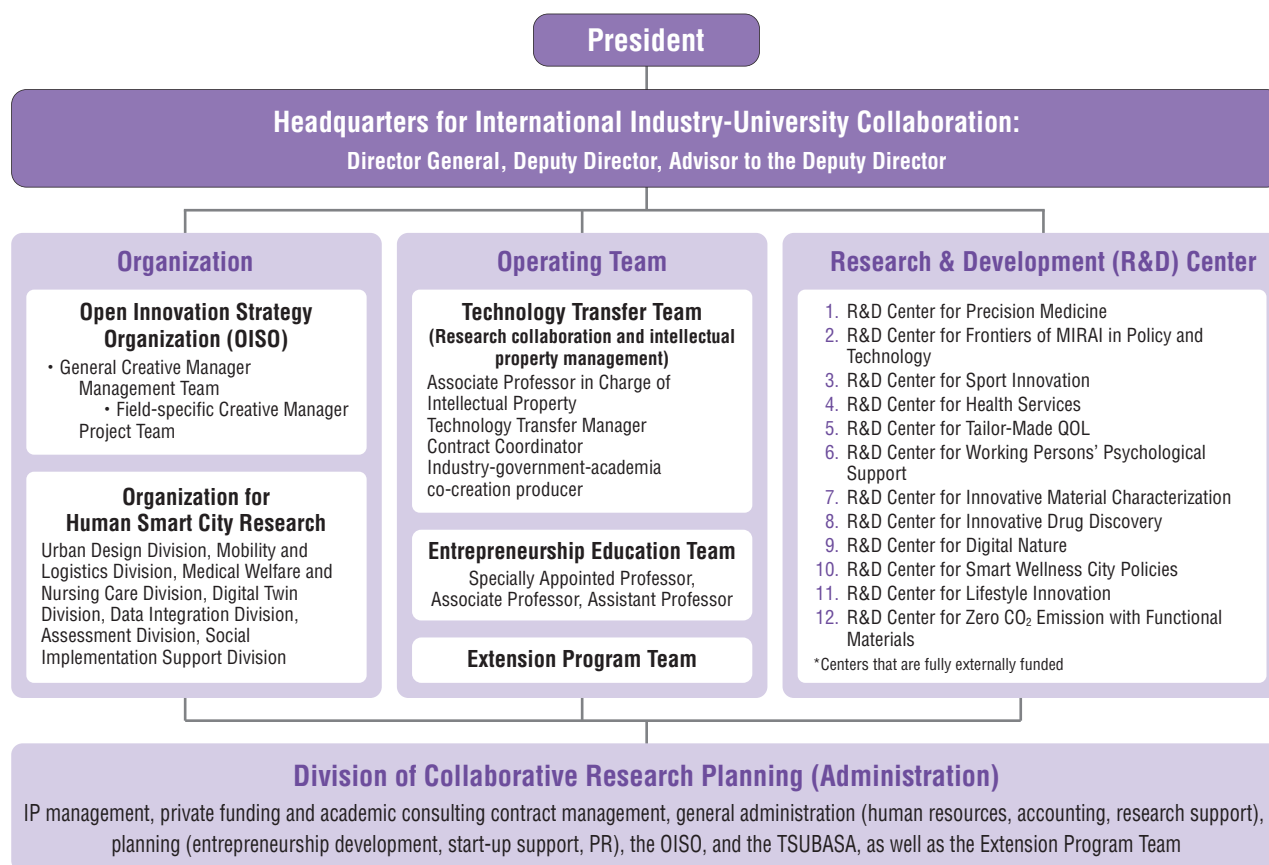 President
Headquarters for International Industry-University Collaboration:
Director General, Deputy Director, Advisor to the Deputy Director
Organization
Open Innovation Strategy
Organization (OISO)
・General Creative Manager
Management Team
・Field-specific Creative Manager
Project Team
Organization for
Human Smart City Research
Urban Design Division, Mobility and
Logistics Division, Medical Welfare and
Nursing Care Division, Digital Twin
Division, Data Integration Division,
Assessment Division, Social
Implementation Support Division
Operating Team
Technology Transfer Team
(Research collaboration and intellectual
property management)
Associate Professor in Charge of
Intellectual Property
Technology Transfer Manager
Contract Coordinator
Industry-government-academia
co-creation producer
Entrepreneurship Education Team
Specially Appointed Professor,
Associate Professor, Assistant Professor
Extension Program Team
Research & Development (R&D) Center
1. R&D Center for Precision Medicine
2. R&D Center for Frontiers of MIRAI in Policy and
Technology
3. R&D Center for Sport Innovation
4. R&D Center for Health Services
5. R&D Center for Tailor-Made QOL
6. R&D Center for Working Persons’ Psychological
Support
7. R&D Center for Innovative Material Characterization
8. R&D Center for Innovative Drug Discovery
9. R&D Center for Digital Nature
10. R&D Center for Smart Wellness City Policies
11. R&D Center for Lifestyle Innovation
12. R&D Center for Zero CO₂ Emission with Functional
Materials
*Centers that are fully externally funded
Division of Collaborative Research Planning (Administration)
IP management, private funding and academic consulting contract management, general administration (human resources, accounting, research support),
planning (entrepreneurship development, start-up support, PR), the OISO, and the TSUBASA, as well as the Extension Program Team